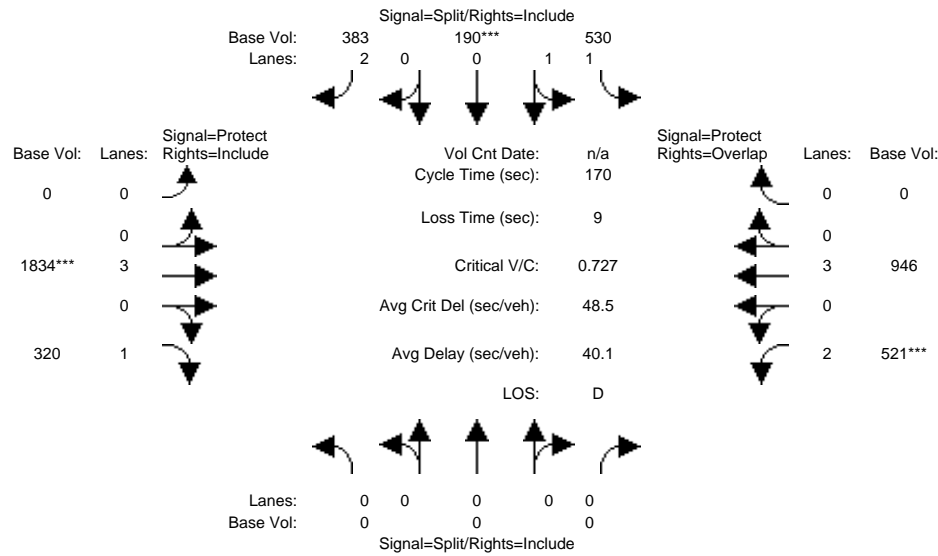 Signal=Split/Rights=Include
Base Vol: 383 190*** 530
Lanes: 2 0 0 1 1
Signal=Protect
Base Vol: Lanes: Rights=Include
Vol Cnt Date: n/a
Signal=Protect
Rights=Overlap Lanes: Base Vol:
Cycle Time (sec): 170
0 0
0 0
Loss Time (sec): 9
0
0
1834*** 3
Critical V/C: 0.727
3 946
0
Avg Crit Del (sec/veh): 48.5
0
320 1
Avg Delay (sec/veh): 40.1
2 521***
LOS: D
Lanes: 0 0 0 0 0
Base Vol: 0 0 0
Signal=Split/Rights=Include